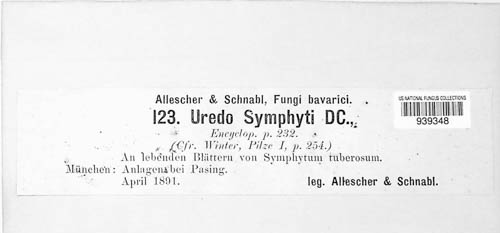 Allescher & Schnabl, Fungi bavarici.
123. Uredo Symphyti DC.,
Encyclop. p. 232.
(Cfr. Winter, Pilze I, p. 254.)
An lebenden Blättern von Symphytum tuberosum.
München: Anlagen bei Pasing.
April 1891. leg. Allescher & Schnabl.
US NATIONAL FUNGUS COLLECTIONS
939348